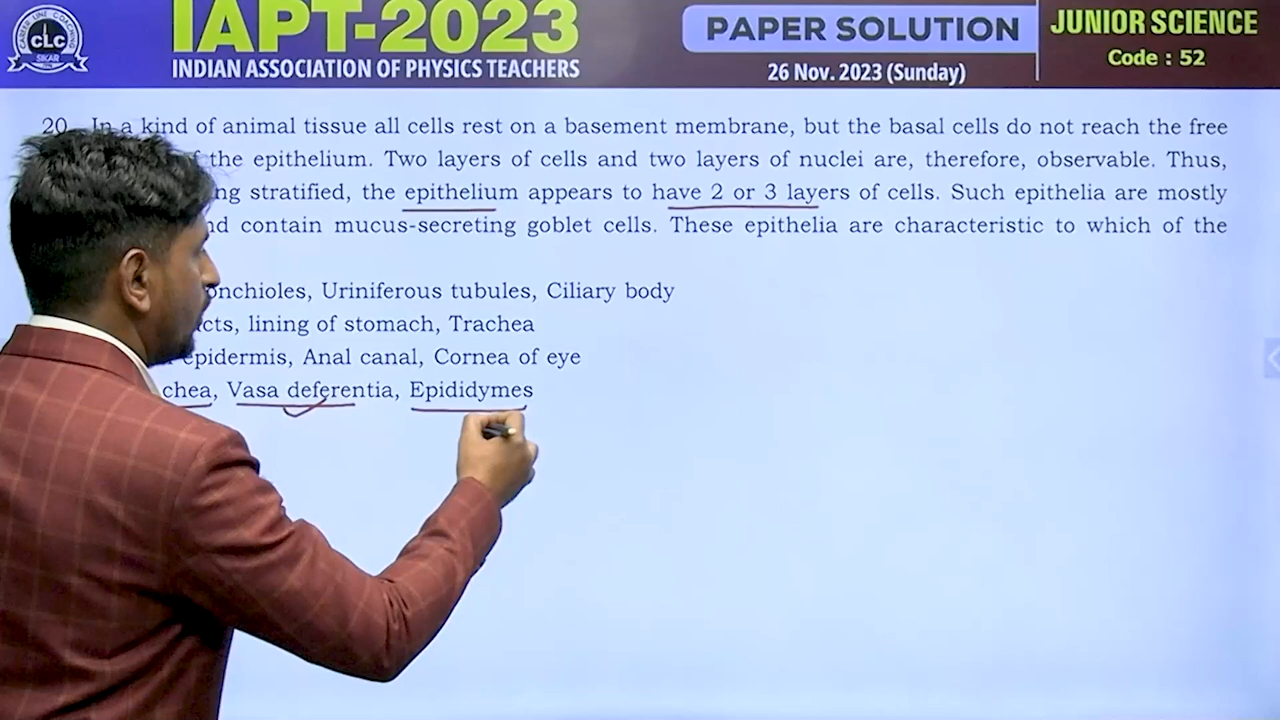 CLC
SIKAR
IAPT-2023
INDIAN ASSOCIATION OF PHYSICS TEACHERS
PAPER SOLUTION
26 Nov. 2023 (Sunday)
JUNIOR SCIENCE
Code : 52
20. In a kind of animal tissue all cells rest on a basement membrane, but the basal cells do not reach the free
the epithelium. Two layers of cells and two layers of nuclei are, therefore, observable. Thus,
stratified, the epithelium appears to have 2 or 3 layers of cells. Such epithelia are mostly
contain mucus-secreting goblet cells. These epithelia are characteristic to which of the
onchioles, Uriniferous tubules, Ciliary body
cts, lining of stomach, Trachea
epidermis, Anal canal, Cornea of eye
chea, Vasa deferentia, Epididymes